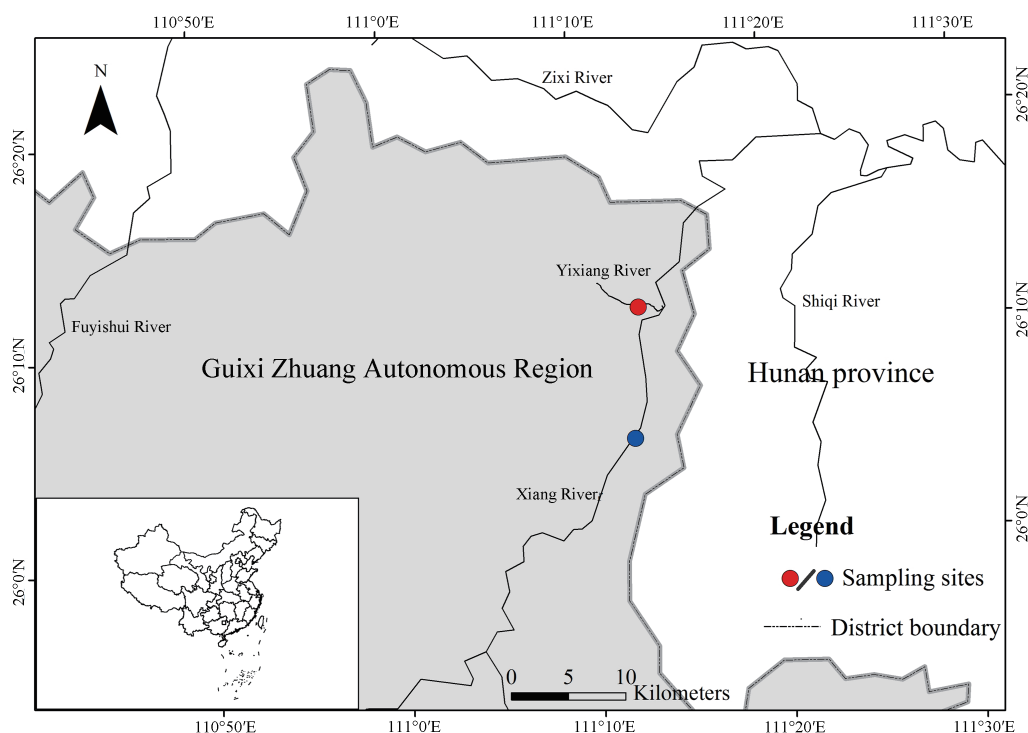 110°50'E 111°0'E 111°10'E 111°20'E 111°30'E
N
Zixi River
26°20'N
26°20'N
Yixiang River
Shiqi River
26°10'N
Fuyishui River
26°10'N
Guixi Zhuang Autonomous Region
Hunan province
Xiang River
26°0'N
Legend
Sampling sites
26°0'N
District boundary
0 5 10
Kilometers
110°50'E 111°0'E 111°10'E 111°20'E 111°30'E